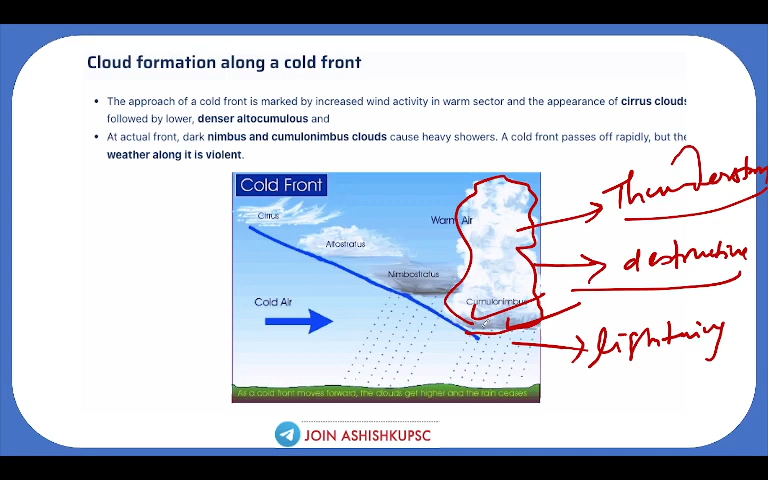 Cloud formation along a cold front
• The approach of a cold front is marked by increased wind activity in warm sector and the appearance of cirrus clouds
followed by lower, denser altocumulous and
• At actual front, dark nimbus and cumulonimbus clouds cause heavy showers. A cold front passes off rapidly, but the
weather along it is violent.
Cold Front
Cirrus
Warm Air
Altostratus
Nimbostratus
Cold Air
Cumulonimbus
As a cold front moves forward, the clouds get higher and the rain ceases
Thunderstorm
destructive
lightning
JOIN ASHISHKUPSC